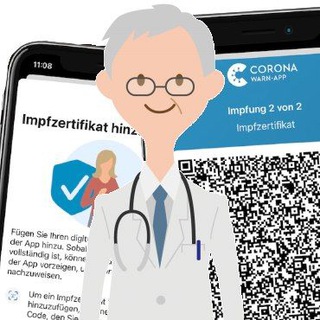 11:08
Impfzertifikat hinz
Fügen Sie Ihren digit
der App hinzu. Sobal
vollständig ist, könne
der App vorzeigen, u
nachzuweisen.
Um ein Impfze
hinzuzufügen,
Code, den Sie
CORONA
WARN-APP
Impfung 2 von 2
Impfzertifikat